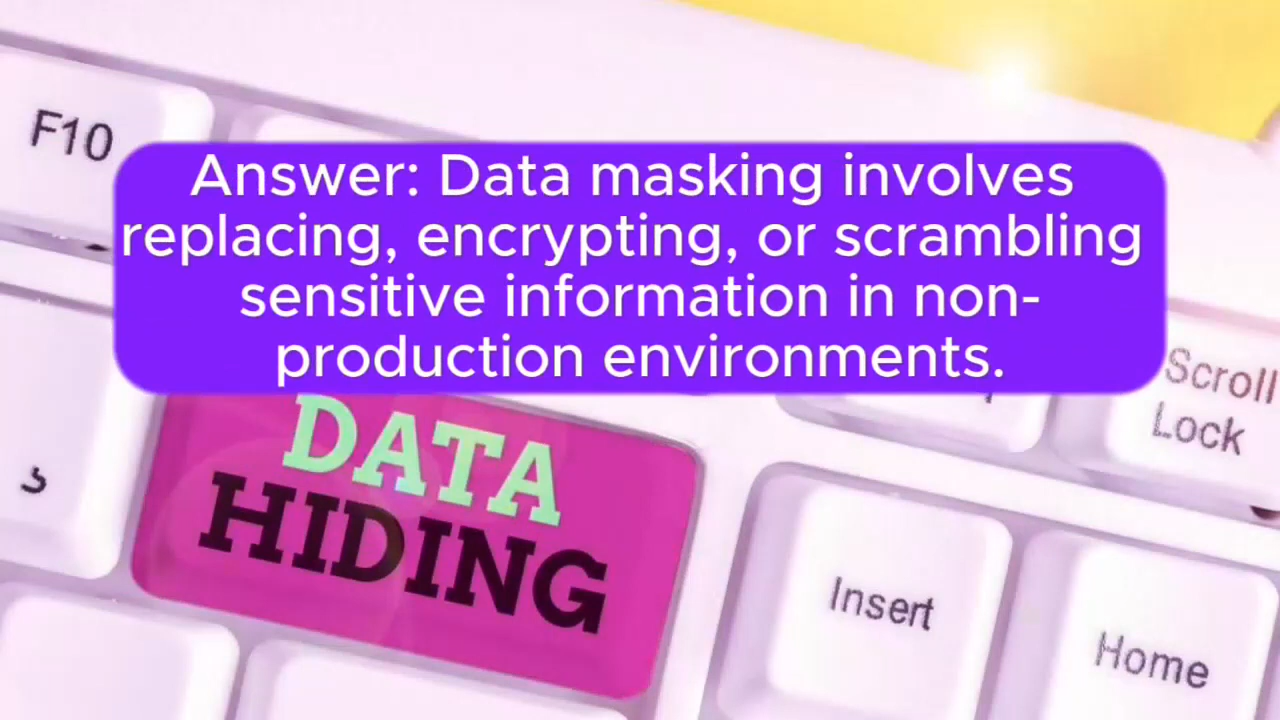 F10
Answer: Data masking involves
replacing, encrypting, or scrambling
sensitive information in non-
production environments.
Scroll
Lock
DATA
HIDING
Insert
Home